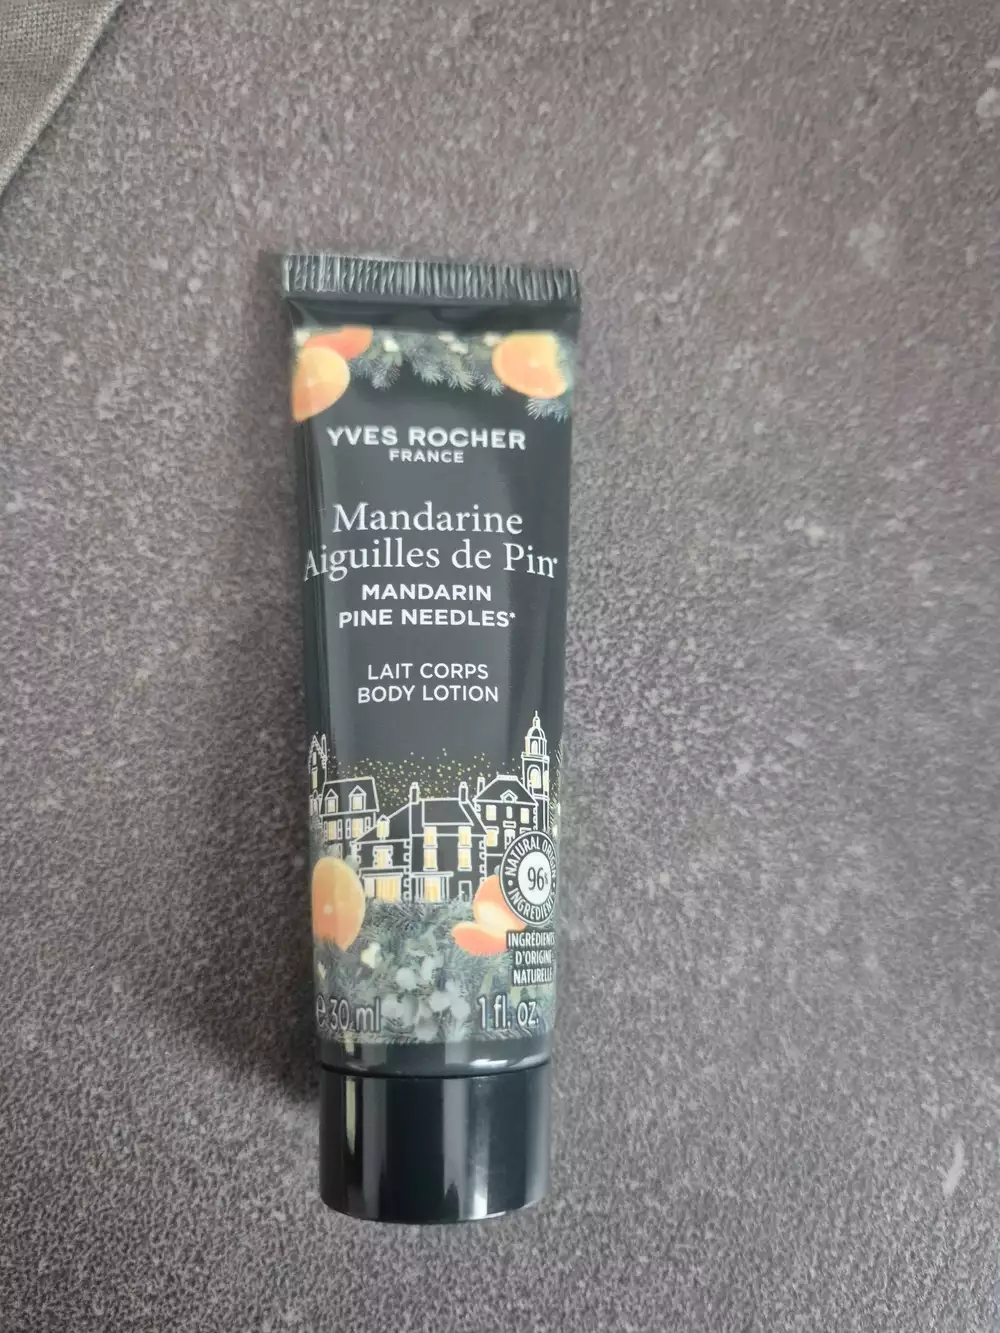 YVES ROCHER
FRANCE
Mandarine
Aiguilles de Pin*
MANDARIN
PINE NEEDLES*
LAIT CORPS
BODY LOTION
NATURAL ORIGIN
96%
INGREDIENTS
INGRÉDIENTS
D'ORIGINE
NATURELLE
e 30 ml 1 fl. oz.